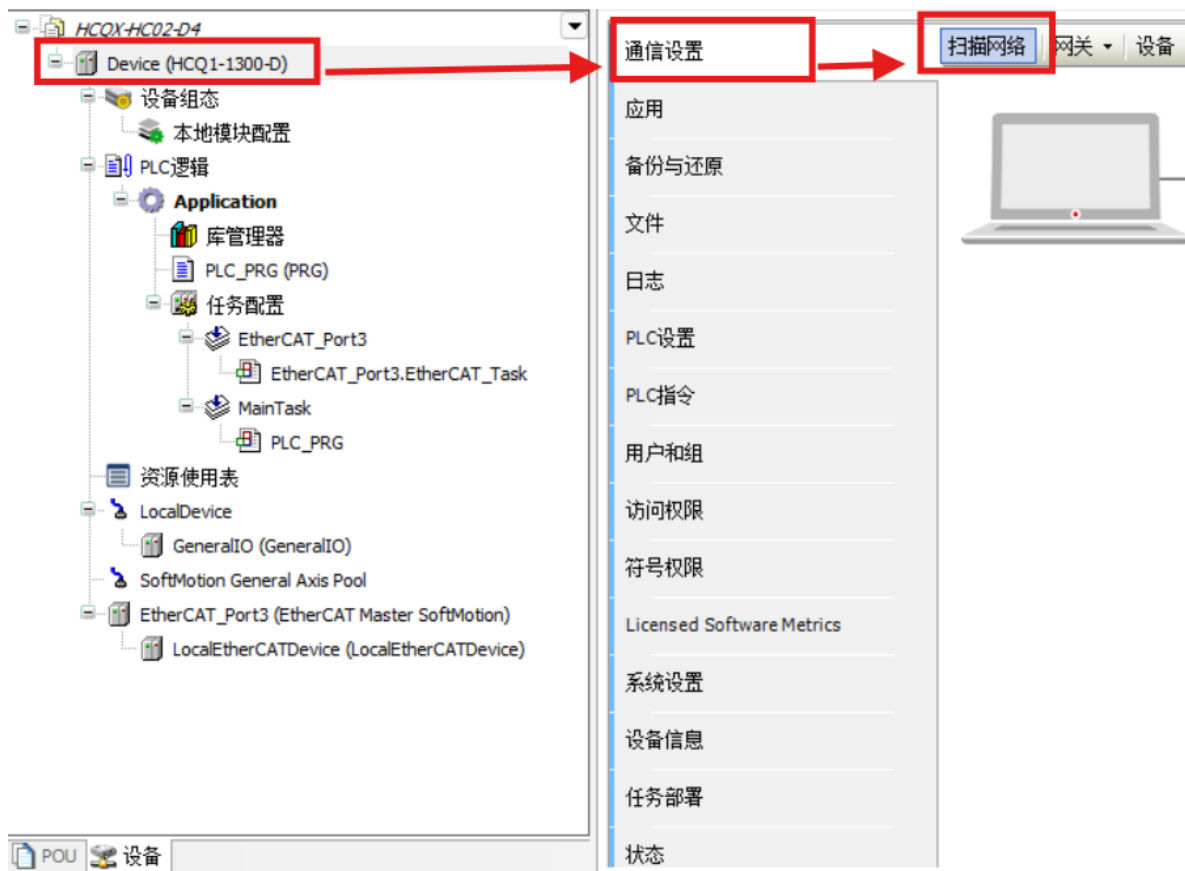 HCQX-HC02-D4
Device (HCQ1-1300-D)
设备组态
本地模块配置
PLC逻辑
Application
库管理器
PLC_PRG (PRG)
任务配置
EtherCAT_Port3
EtherCAT_Port3.EtherCAT_Task
MainTask
PLC_PRG
资源使用表
LocalDevice
GeneralIO (GeneralIO)
SoftMotion General Axis Pool
EtherCAT_Port3 (EtherCAT Master SoftMotion)
LocalEtherCATDevice (LocalEtherCATDevice)
POU 设备
通信设置
应用
备份与还原
文件
日志
PLC设置
PLC指令
用户和组
访问权限
符号权限
Licensed Software Metrics
系统设置
设备信息
任务部署
状态
扫描网络 网关 设备